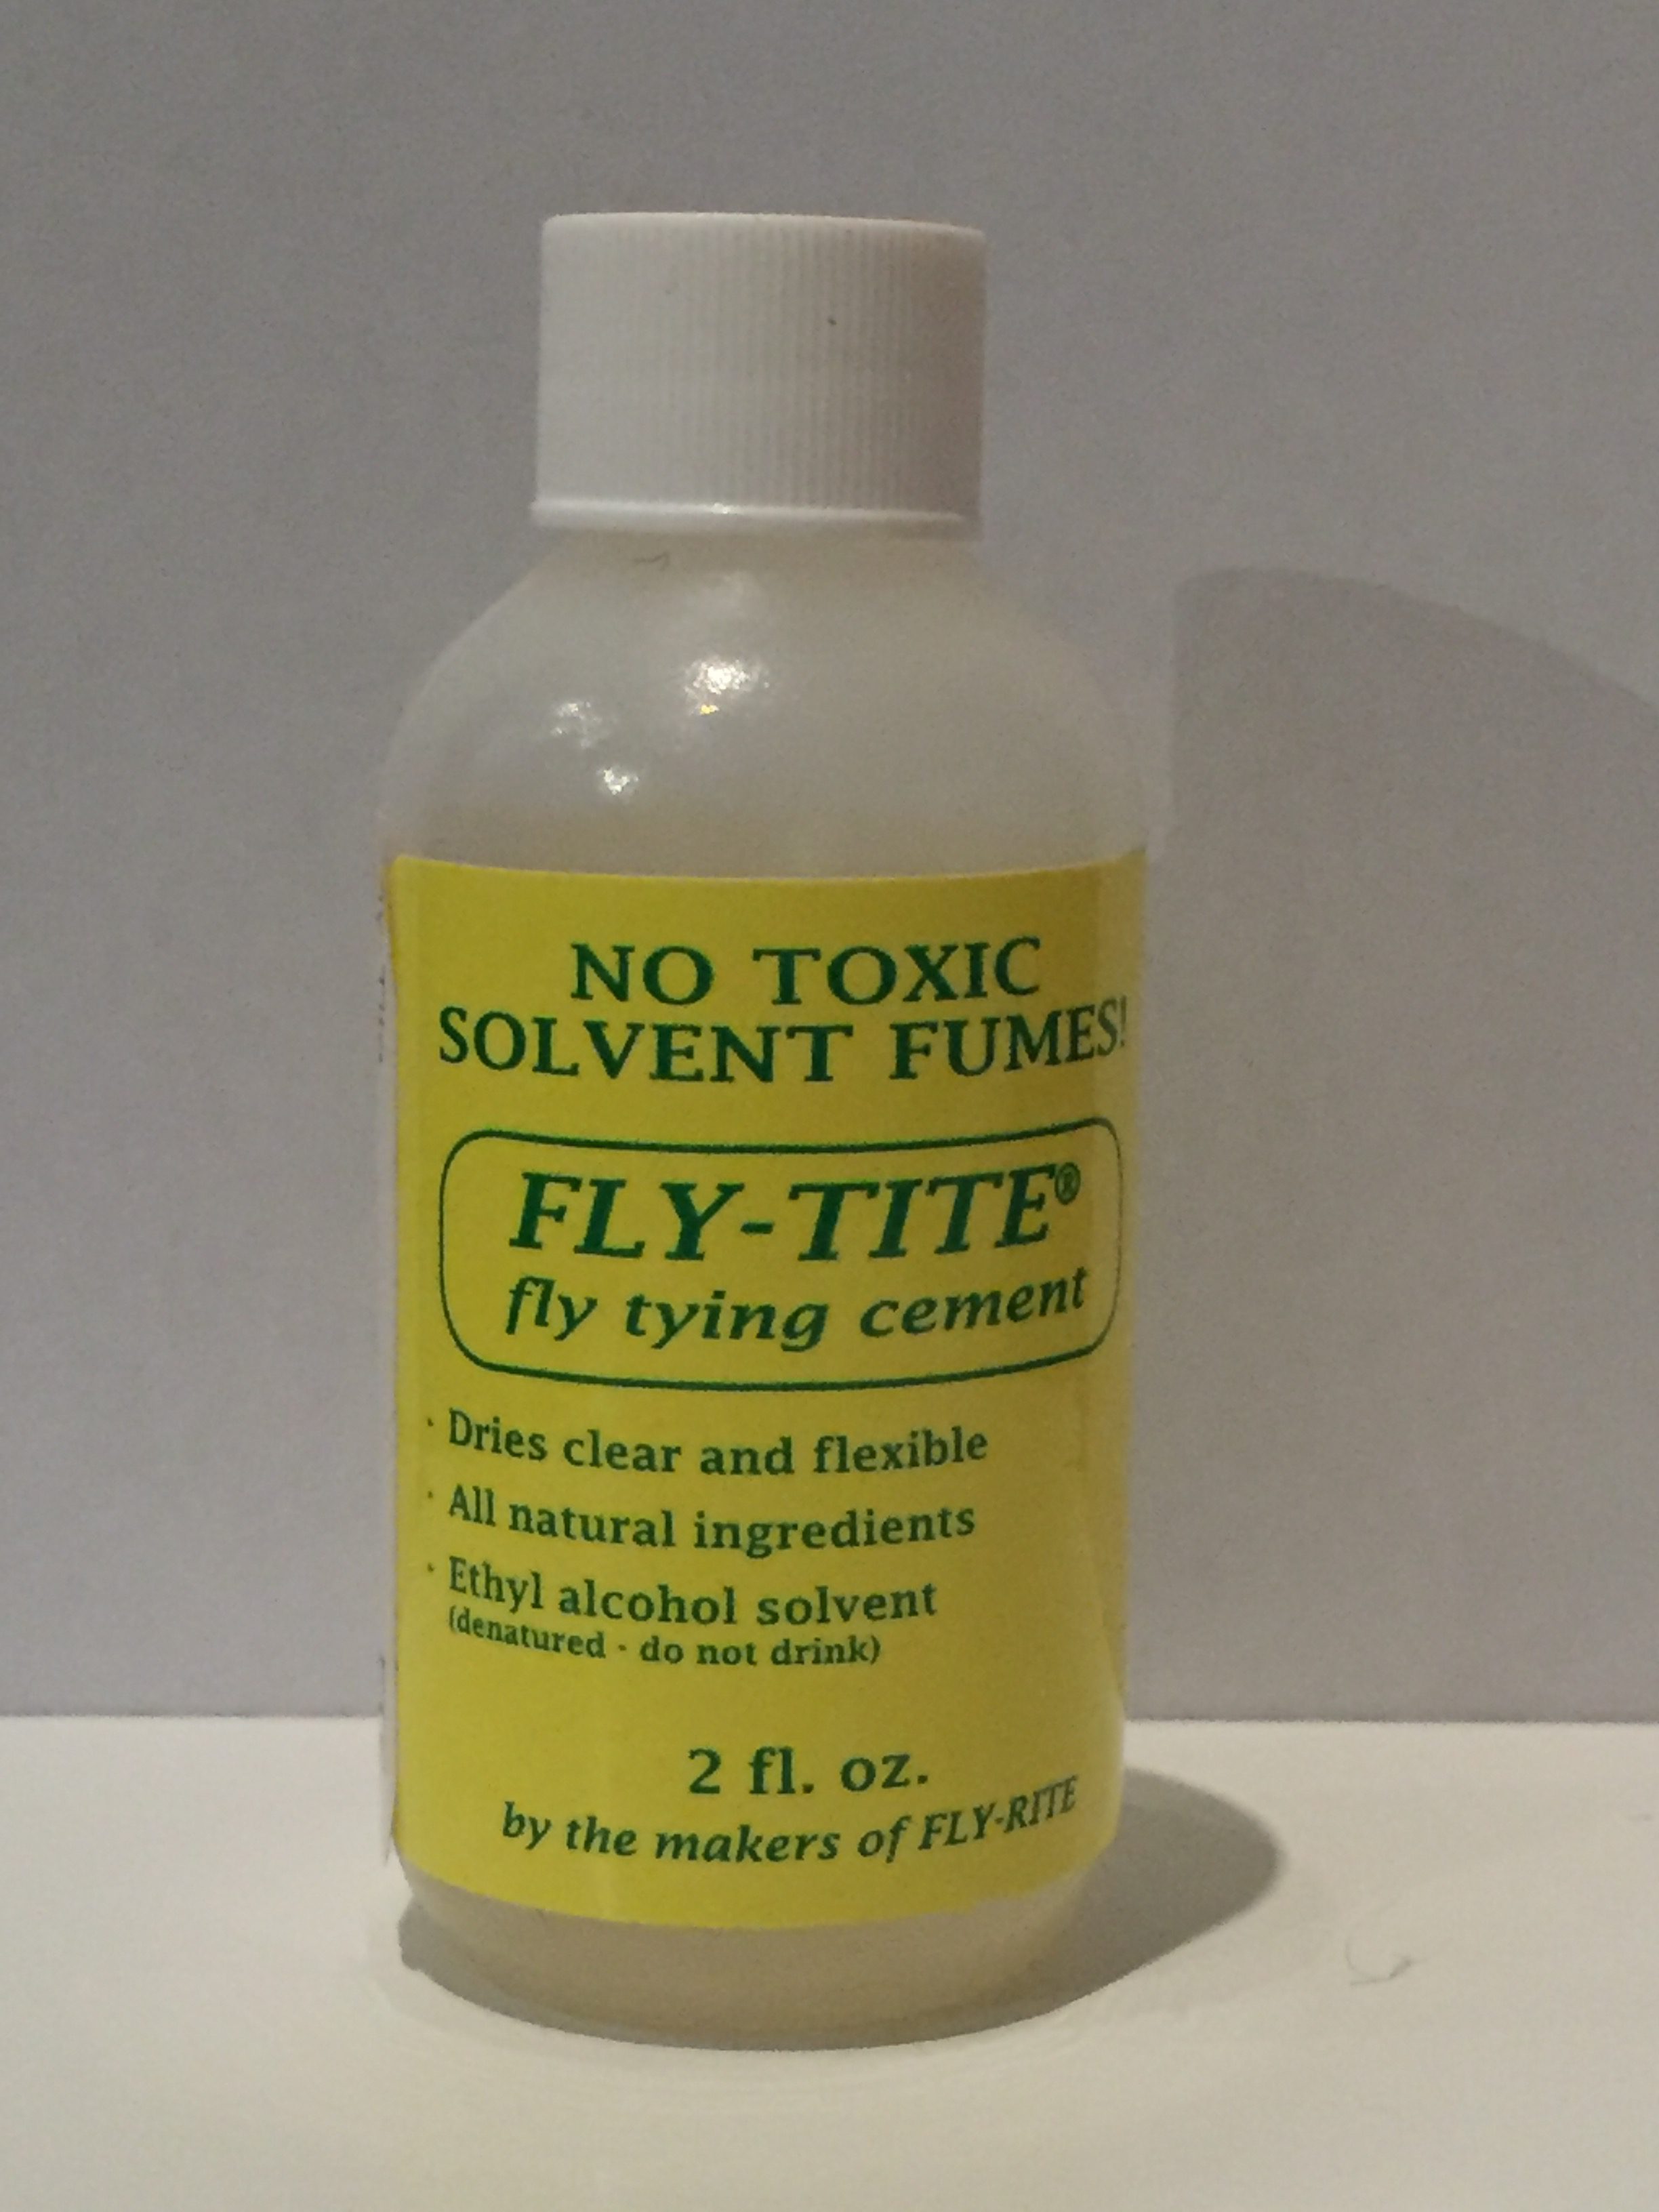 NO TOXIC
SOLVENT FUMES!
FLY-TITE®
fly tying cement
· Dries clear and flexible
· All natural ingredients
· Ethyl alcohol solvent
(denatured · do not drink)
2 fl. oz.
by the makers of FLY-RITE